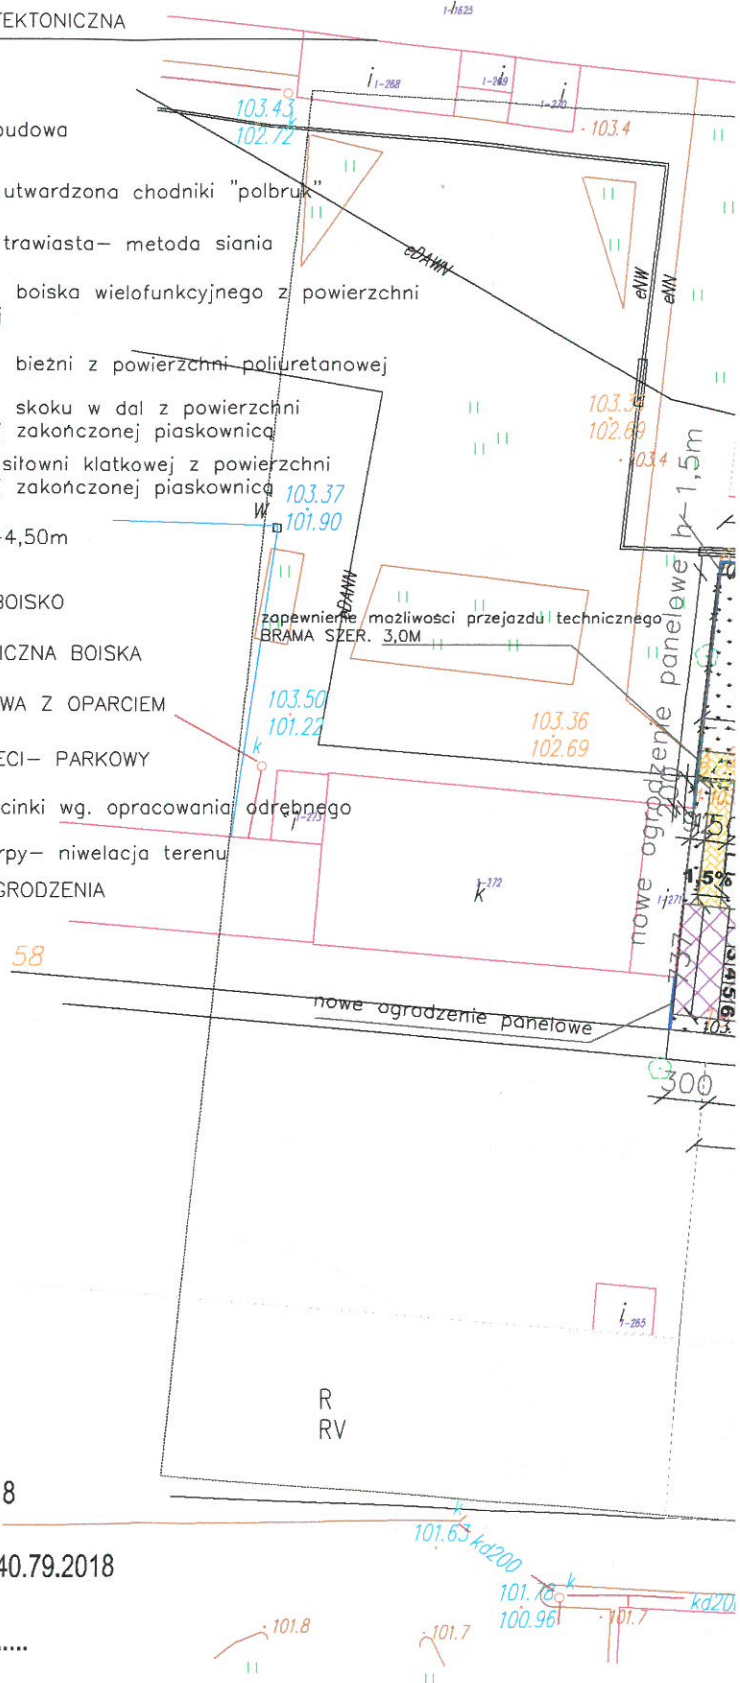 1-1625
TEKTONICZNA
i 1-268
i 1-269
i 1-270
103.43
k
102.72
103.4
budowa
utwardzona chodniki "polbruk"
trawiasta— metoda siania
eDAWN
eNW
eNN
boiska wielofunkcyjnego z powierzchni
bieżni z powierzchni poliuretanowej
skoku w dal z powierzchni
zakończonej piaskownicą
102.69
103.4
siłowni klatkowej z powierzchni
zakończonej piaskownicą
W
103.37
101.90
4,50m
nowe ogrodzenie panelowe h-1,5m
BOISKO
eDANN
zapewnienie możliwości przejazdu technicznego
BRAMA SZER. 3,0M
ICZNA BOISKA
WA Z OPARCIEM
103.50
101.22
k
103.36
102.69
ECI— PARKOWY
cinki wg. opracowania odrębnego
i 1-273
rpy— niwelacja terenu
GRODZENIA
k 1-272
i 1-271
1,5%
737
58
nowe ogrodzenie panelowe
103.
300
i 1-265
R
RV
8
k
101.63
kd200
40.79.2018
101.78
k
100.96
kd200
101.7
101.8
101.7
.....